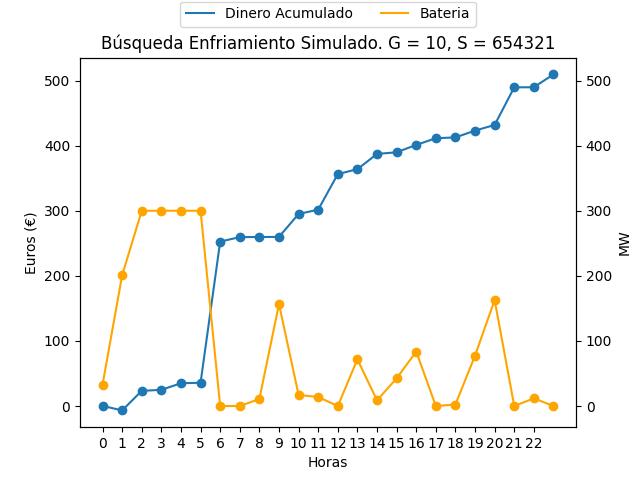 Dinero Acumulado Bateria
Búsqueda Enfriamiento Simulado. G = 10, S = 654321
500 500
400 400
300 300
Euros (€) MW
200 200
100 100
0 0
0 1 2 3 4 5 6 7 8 9 10 11 12 13 14 15 16 17 18 19 20 21 22
Horas